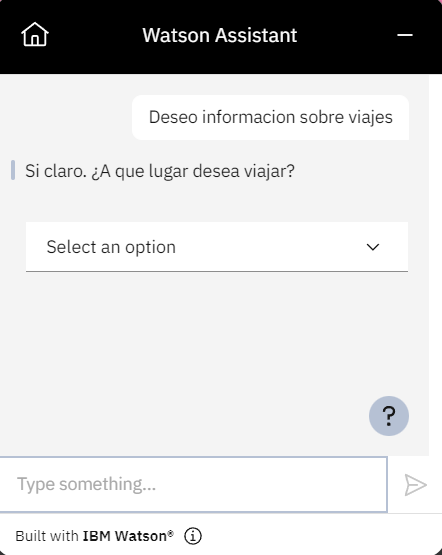 Watson Assistant
Deseo informacion sobre viajes
Si claro. ¿A que lugar desea viajar?
Select an option
?
Type something...
Built with IBM Watson®